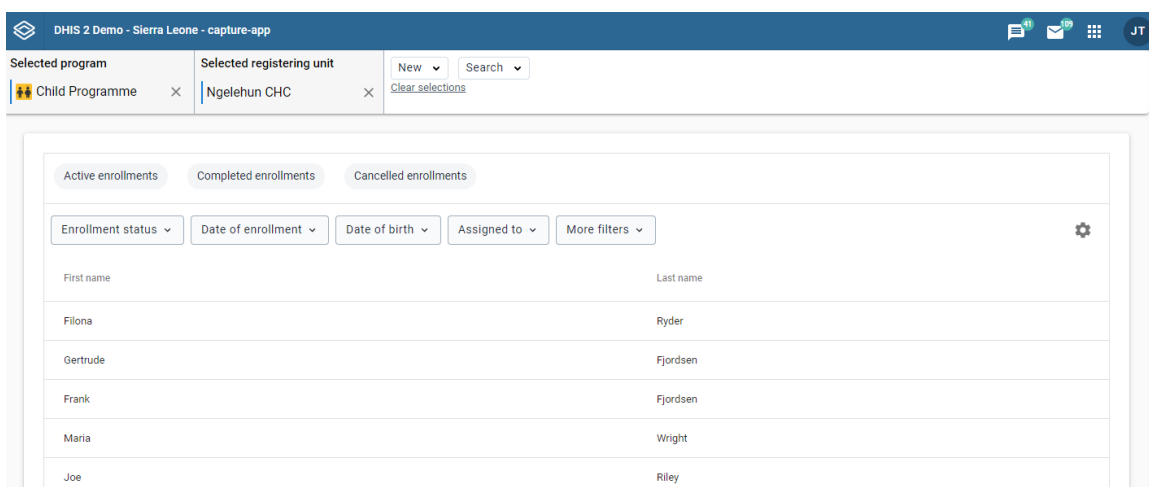 DHIS 2 Demo - Sierra Leone - capture-app
41
109
JT
Selected program
Child Programme
Selected registering unit
Ngelehun CHC
New
Search
Clear selections
Active enrollments
Completed enrollments
Cancelled enrollments
Enrollment status
Date of enrollment
Date of birth
Assigned to
More filters
First name Last name
Filona Ryder
Gertrude Fjordsen
Frank Fjordsen
Maria Wright
Joe Riley